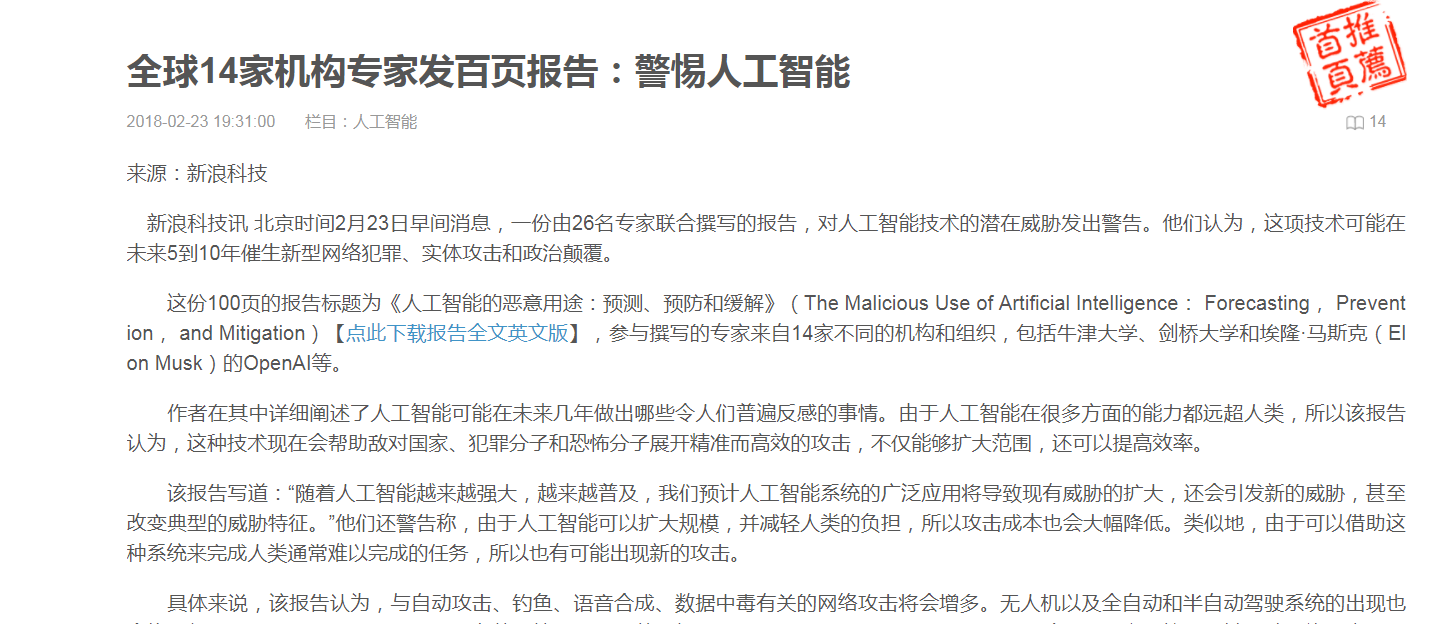 首推
頁薦
全球14家机构专家发百页报告：警惕人工智能
2018-02-23 19:31:00 栏目：人工智能
14
来源：新浪科技
新浪科技讯 北京时间2月23日早间消息，一份由26名专家联合撰写的报告，对人工智能技术的潜在威胁发出警告。他们认为，这项技术可能在
未来5到10年催生新型网络犯罪、实体攻击和政治颠覆。
这份100页的报告标题为《人工智能的恶意用途：预测、预防和缓解》（The Malicious Use of Artificial Intelligence： Forecasting， Prevent
ion， and Mitigation）【点此下载报告全文英文版】，参与撰写的专家来自14家不同的机构和组织，包括牛津大学、剑桥大学和埃隆·马斯克（El
on Musk）的OpenAI等。
作者在其中详细阐述了人工智能可能在未来几年做出哪些令人们普遍反感的事情。由于人工智能在很多方面的能力都远超人类，所以该报告
认为，这种技术现在会帮助敌对国家、犯罪分子和恐怖分子展开精准而高效的攻击，不仅能够扩大范围，还可以提高效率。
该报告写道：“随着人工智能越来越强大，越来越普及，我们预计人工智能系统的广泛应用将导致现有威胁的扩大，还会引发新的威胁，甚至
改变典型的威胁特征。”他们还警告称，由于人工智能可以扩大规模，并减轻人类的负担，所以攻击成本也会大幅降低。类似地，由于可以借助这
种系统来完成人类通常难以完成的任务，所以也有可能出现新的攻击。
具体来说，该报告认为，与自动攻击、钓鱼、语音合成、数据中毒有关的网络攻击将会增多。无人机以及全自动和半自动驾驶系统的出现也